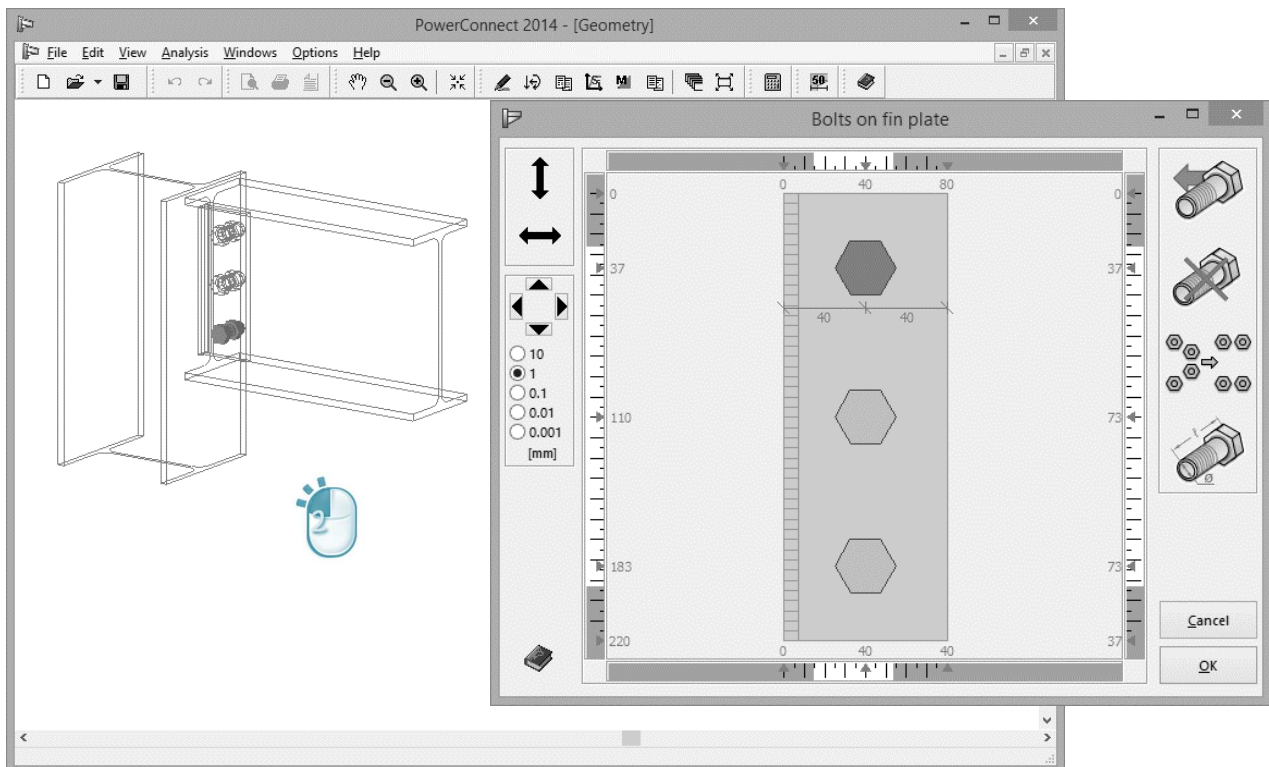 PowerConnect 2014 - [Geometry]
File Edit View Analysis Windows Options Help
50
Bolts on fin plate
0 40 80
0 0
37 37
40 40
10
1
0.1
0.01
0.001
[mm]
110 73
2
183 73
220 37
0 40 40
ℓ
Ø
Cancel
OK